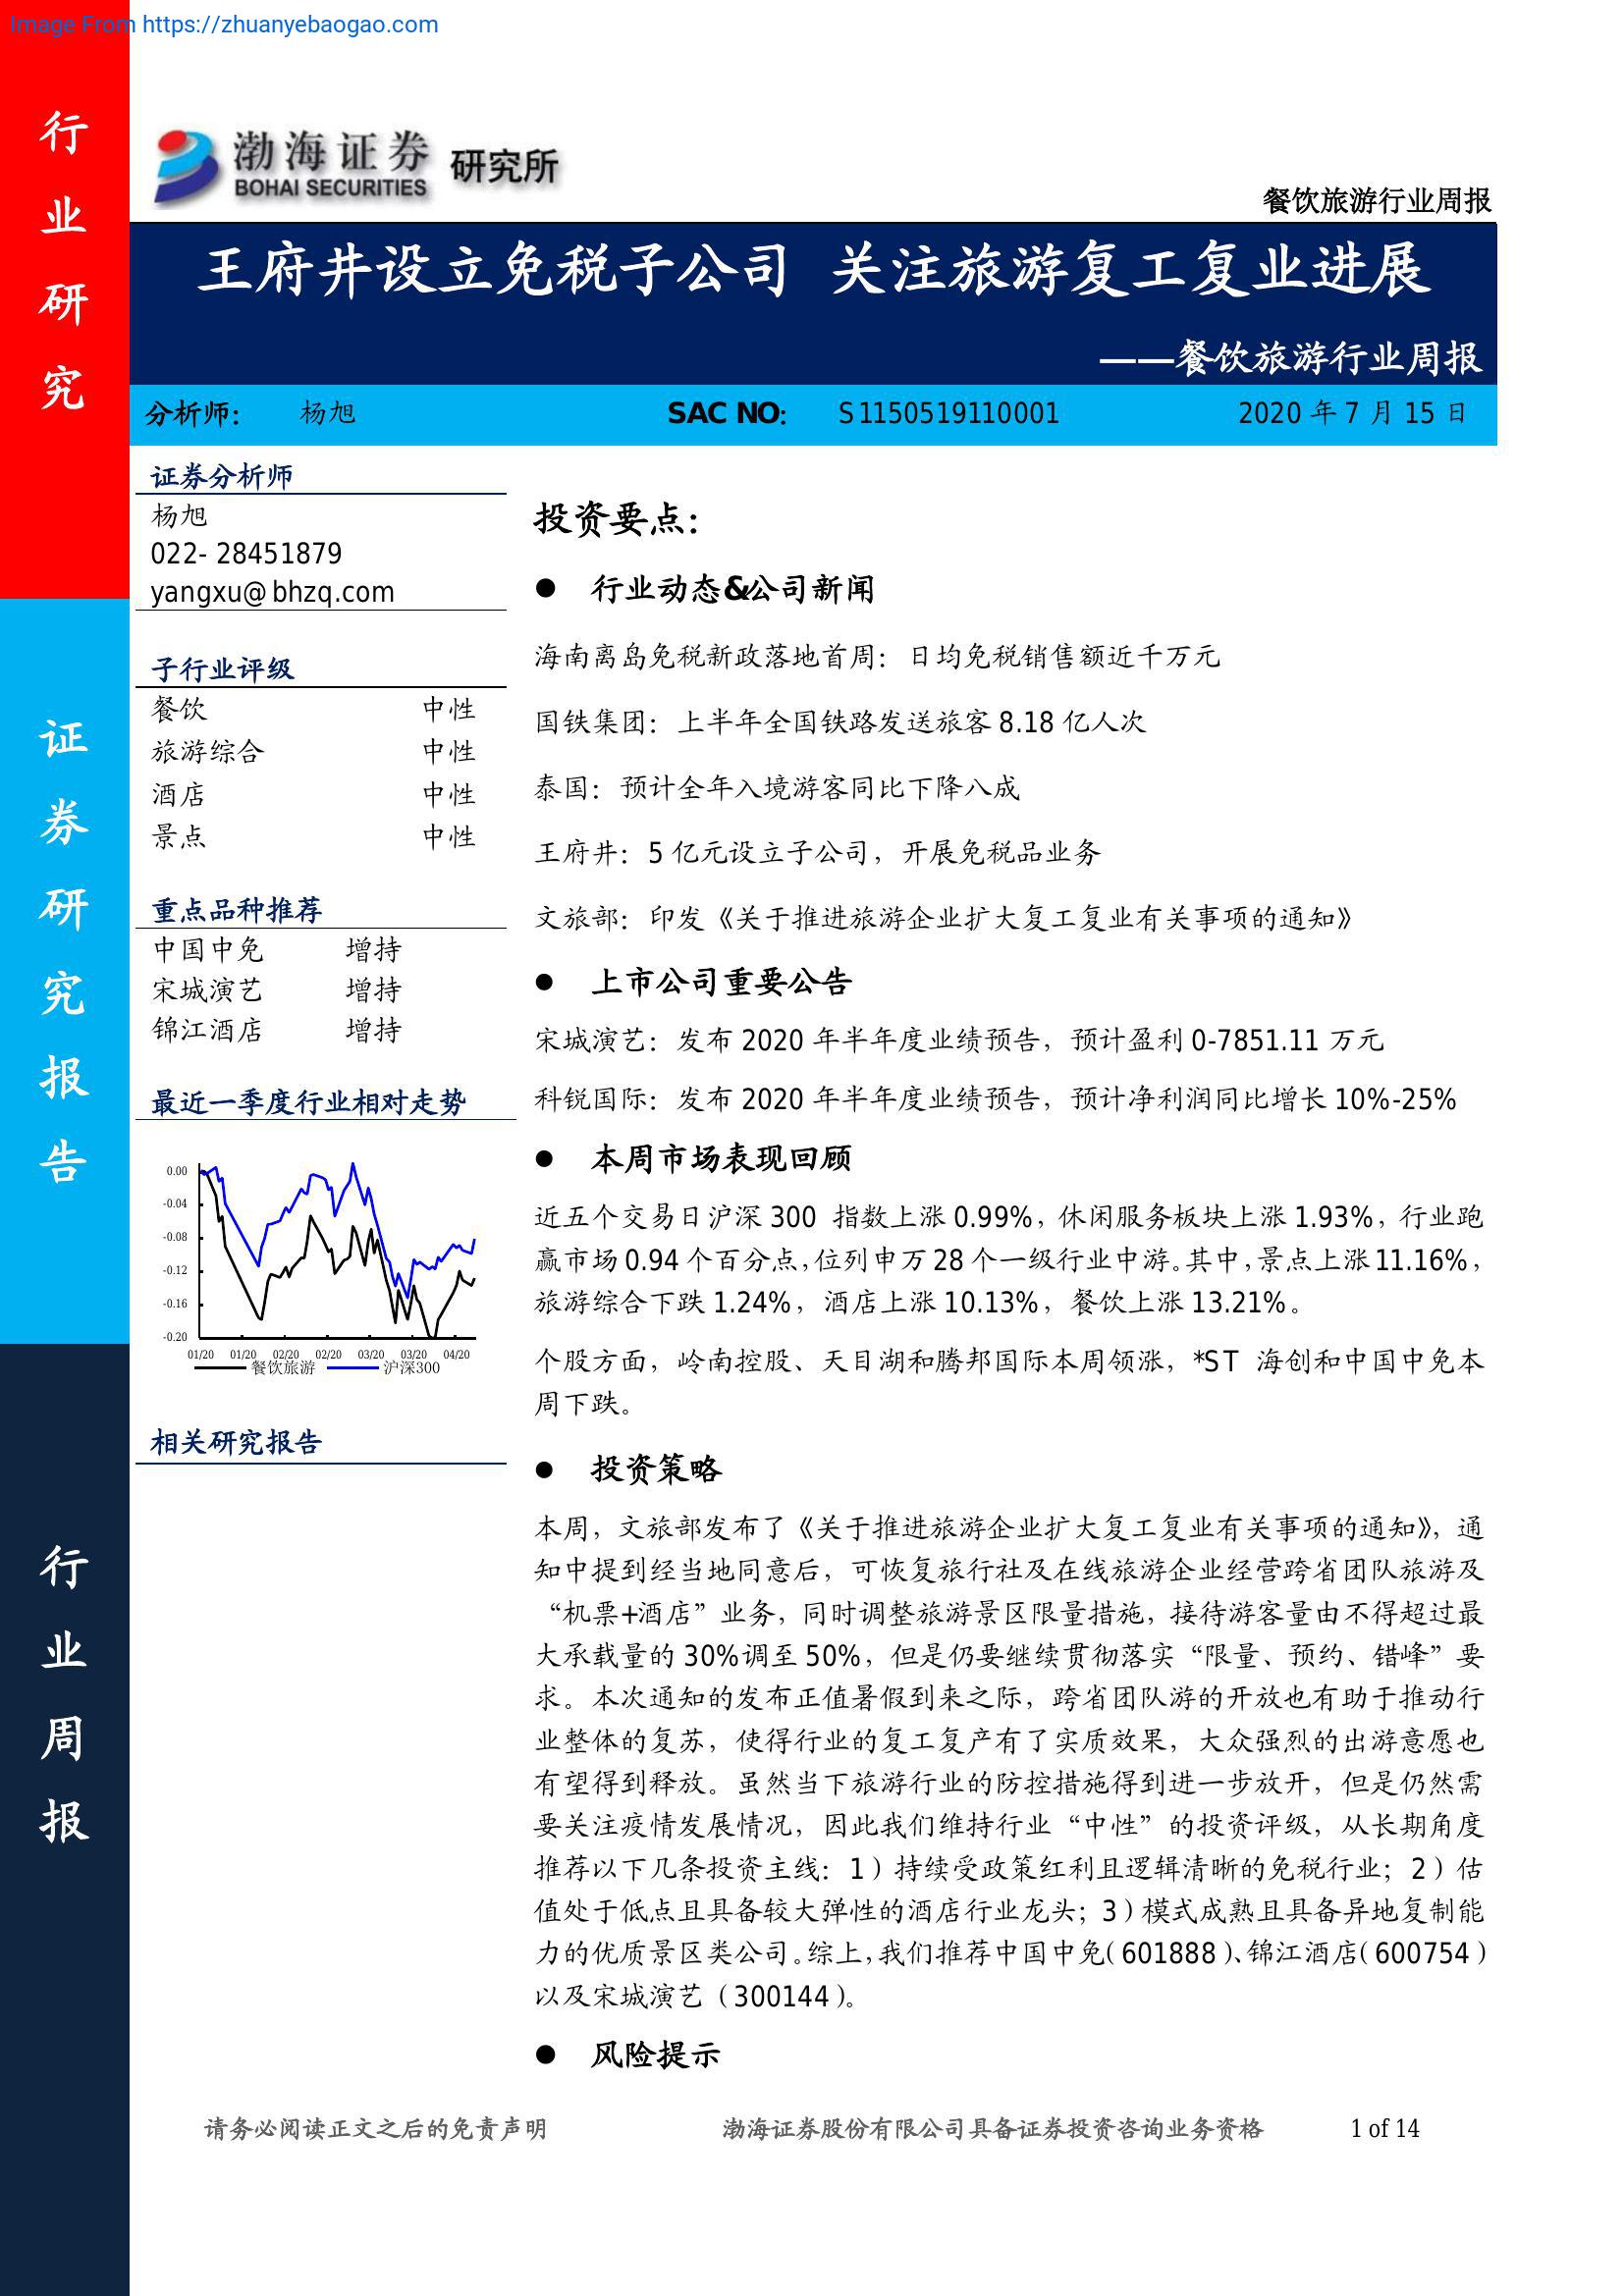 Image From https://zhuanyebaogao.com
行业研究
证券研究报告
行业周报
渤海证券 研究所
BOHAI SECURITIES
餐饮旅游行业周报
王府井设立免税子公司 关注旅游复工复业进展
——餐饮旅游行业周报
分析师： 杨旭 SAC NO： S1150519110001 2020 年 7 月 15 日
证券分析师
杨旭
022-28451879
yangxu@bhzq.com
子行业评级
餐饮 中性
旅游综合 中性
酒店 中性
景点 中性
重点品种推荐
中国中免 增持
宋城演艺 增持
锦江酒店 增持
最近一季度行业相对走势
0.00
-0.04
-0.08
-0.12
-0.16
-0.20
01/20 01/20 02/20 02/20 03/20 03/20 04/20
餐饮旅游 沪深300
相关研究报告
投资要点：
● 行业动态&公司新闻
海南离岛免税新政落地首周：日均免税销售额近千万元
国铁集团：上半年全国铁路发送旅客 8.18 亿人次
泰国：预计全年入境游客同比下降八成
王府井：5 亿元设立子公司，开展免税品业务
文旅部：印发《关于推进旅游企业扩大复工复业有关事项的通知》
● 上市公司重要公告
宋城演艺：发布 2020 年半年度业绩预告，预计盈利 0-7851.11 万元
科锐国际：发布 2020 年半年度业绩预告，预计净利润同比增长 10%-25%
● 本周市场表现回顾
近五个交易日沪深 300 指数上涨 0.99%，休闲服务板块上涨 1.93%，行业跑
赢市场 0.94 个百分点，位列申万 28 个一级行业中游。其中，景点上涨 11.16%，
旅游综合下跌 1.24%，酒店上涨 10.13%，餐饮上涨 13.21%。
个股方面，岭南控股、天目湖和腾邦国际本周领涨，*ST 海创和中国中免本
周下跌。
● 投资策略
本周，文旅部发布了《关于推进旅游企业扩大复工复业有关事项的通知》，通
知中提到经当地同意后，可恢复旅行社及在线旅游企业经营跨省团队旅游及
“机票+酒店”业务，同时调整旅游景区限量措施，接待游客量由不得超过最
大承载量的 30%调至 50%，但是仍要继续贯彻落实“限量、预约、错峰”要
求。本次通知的发布正值暑假到来之际，跨省团队游的开放也有助于推动行
业整体的复苏，使得行业的复工复产有了实质效果，大众强烈的出游意愿也
有望得到释放。虽然当下旅游行业的防控措施得到进一步放开，但是仍然需
要关注疫情发展情况，因此我们维持行业“中性”的投资评级，从长期角度
推荐以下几条投资主线：1）持续受政策红利且逻辑清晰的免税行业；2）估
值处于低点且具备较大弹性的酒店行业龙头；3）模式成熟且具备异地复制能
力的优质景区类公司。综上，我们推荐中国中免（601888）、锦江酒店（600754）
以及宋城演艺（300144）。
● 风险提示
请务必阅读正文之后的免责声明 渤海证券股份有限公司具备证券投资咨询业务资格 1 of 14